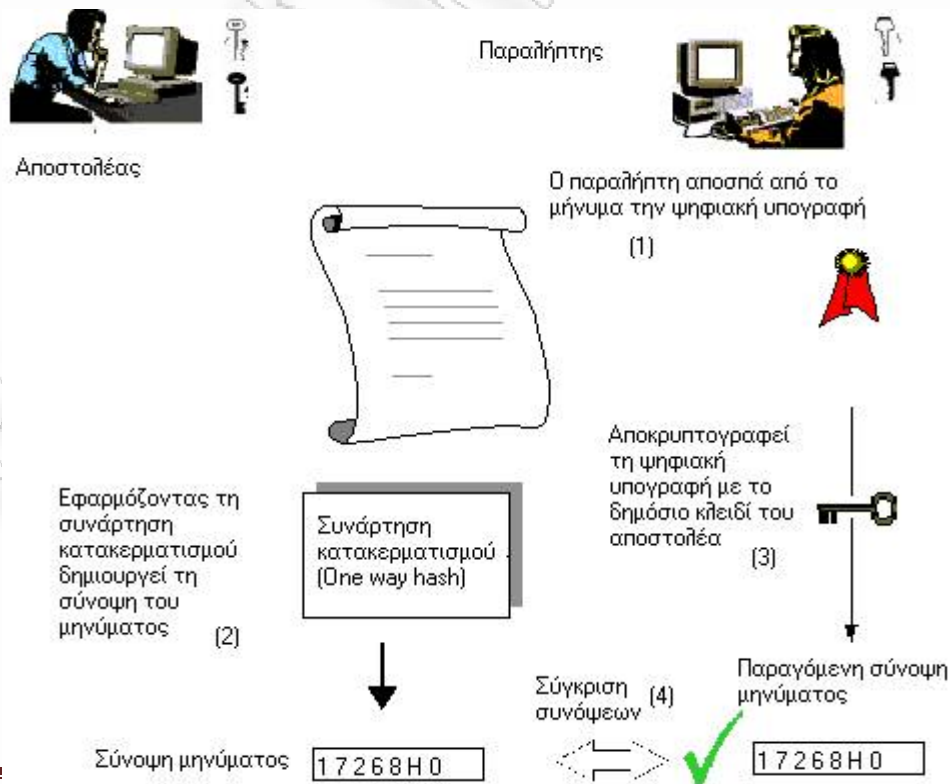 Παραλήπτης
Αποστολέας
Ο παραλήπτη αποσπά από το
μήνυμα την ψηφιακή υπογραφή
(1)
Αποκρυπτογραφεί
τη ψηφιακή
υπογραφή με το
δημόσιο κλειδί του
αποστολέα
(3)
Εφαρμόζοντας τη
συνάρτηση
κατακερματισμού
δημιουργεί τη
σύνοψη του
μηνύματος
(2)
Συνάρτηση
κατακερματισμού
(One way hash)
Παραγόμενη σύνοψη
μηνύματος
Σύγκριση
συνόψεων
(4)
Σύνοψη μηνύματος
17268H0
17268H0